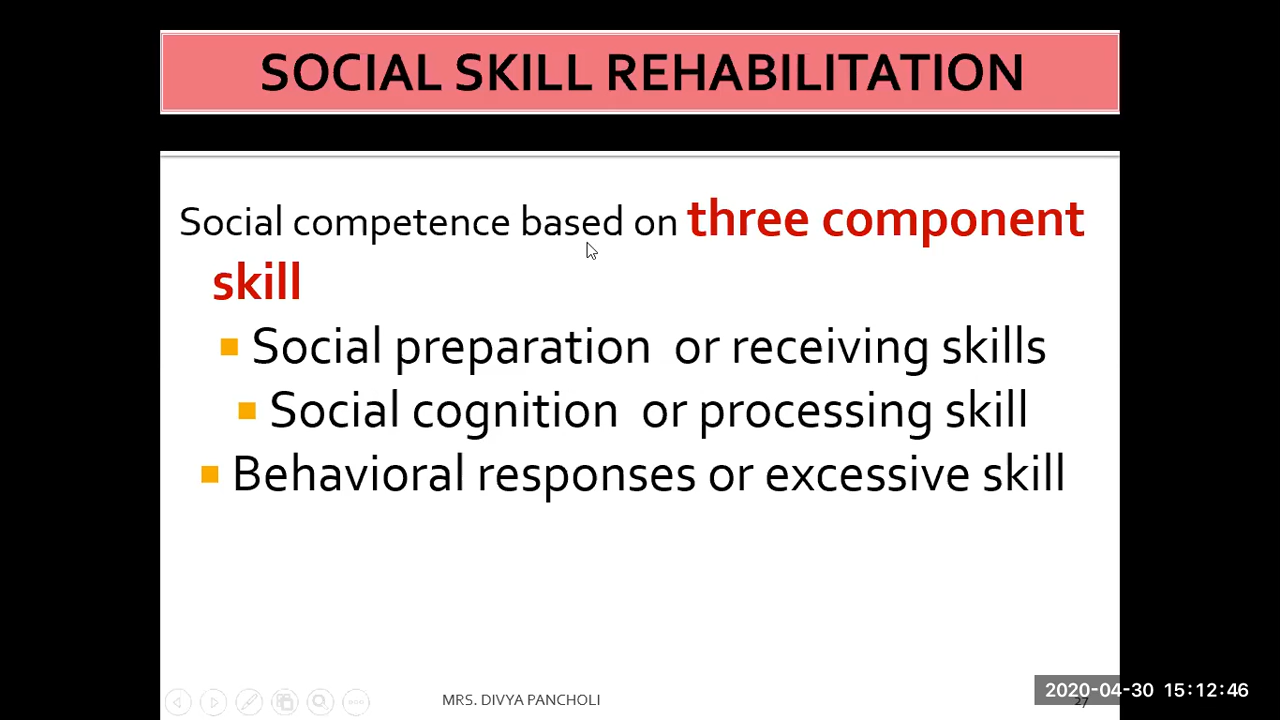 SOCIAL SKILL REHABILITATION
Social competence based on three component
skill
Social preparation or receiving skills
Social cognition or processing skill
Behavioral responses or excessive skill
MRS. DIVYA PANCHOLI
2020-04-30 15:12:46
27